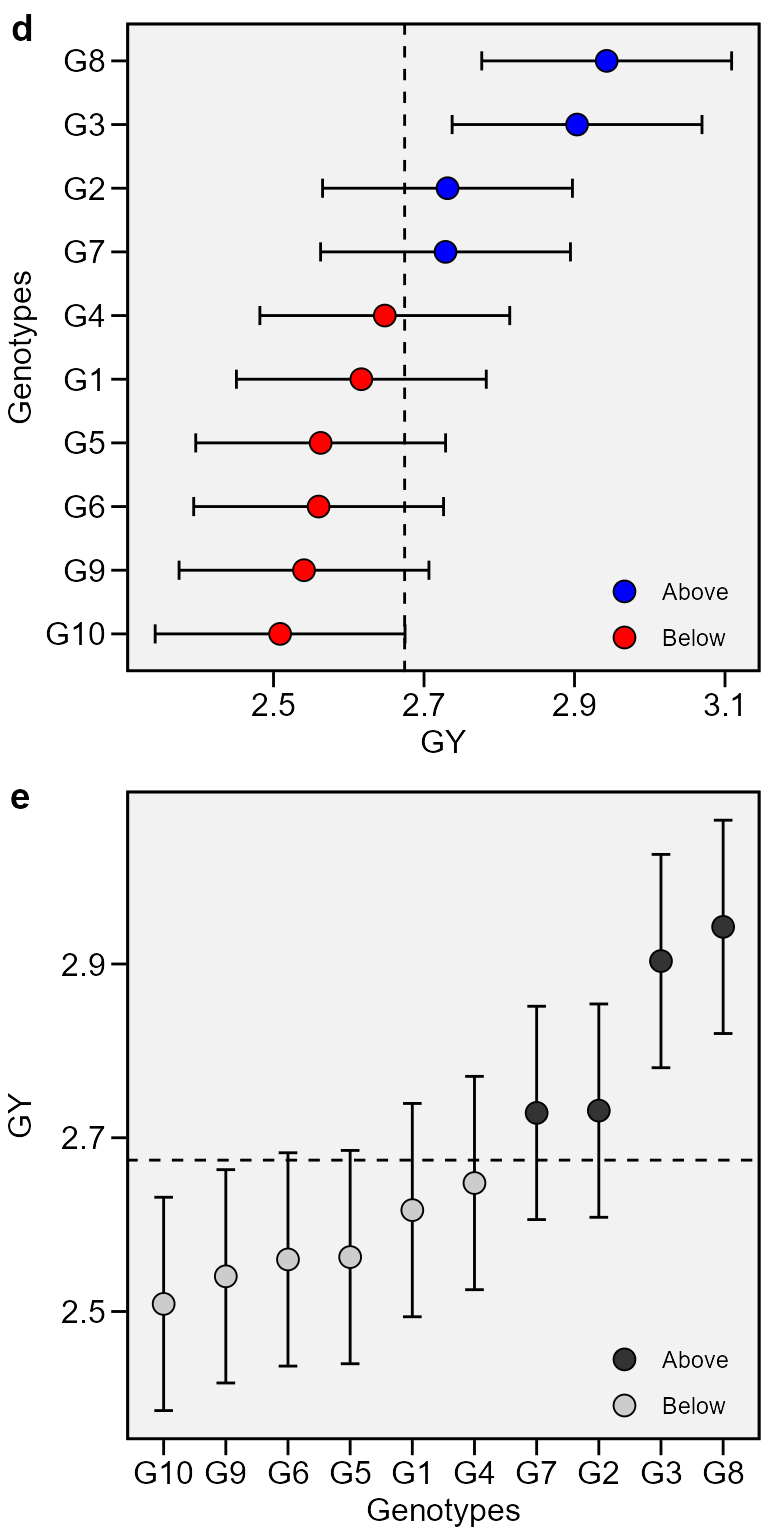 d
G8
G3
G2
G7
G4
G1
G5
G6
G9
G10
Genotypes
Above
Below
2.5 2.7 2.9 3.1
GY
e
2.9
2.7
2.5
GY
Above
Below
G10 G9 G6 G5 G1 G4 G7 G2 G3 G8
Genotypes